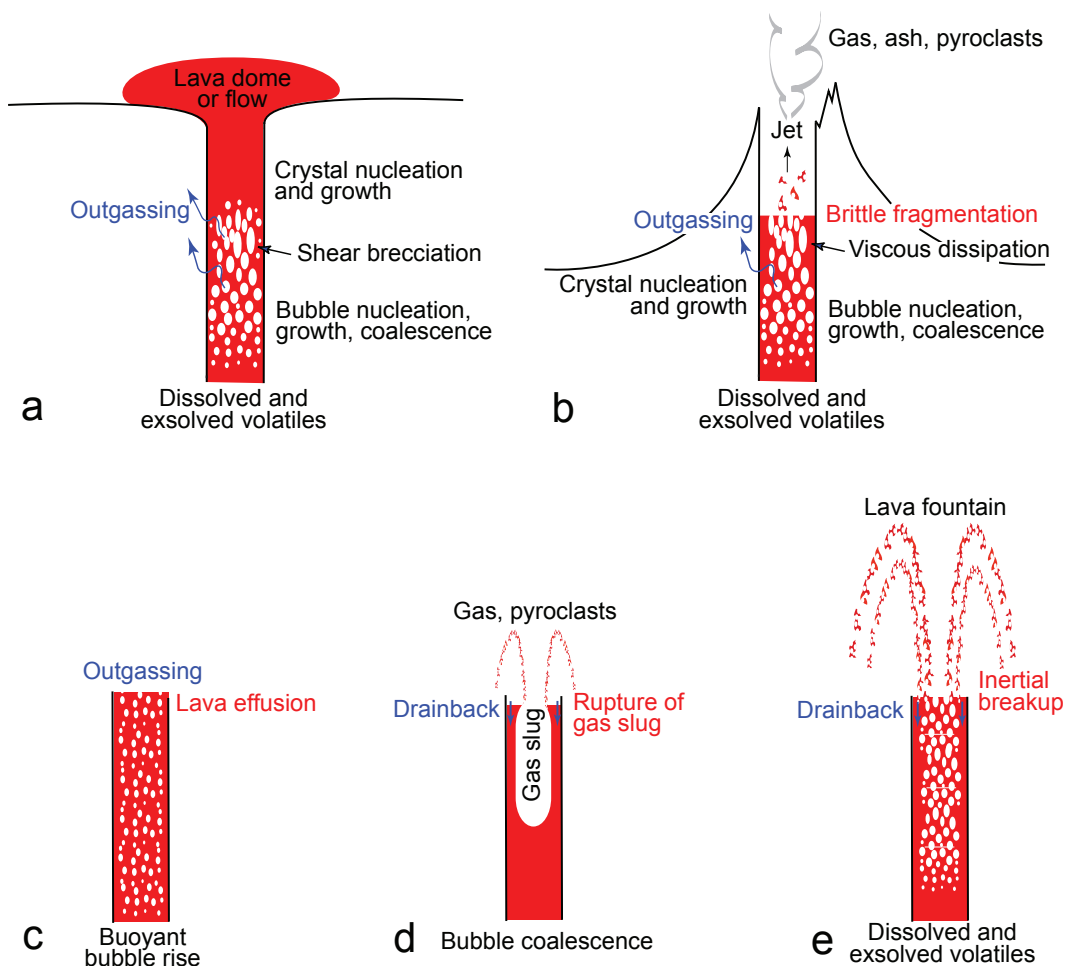 Lava dome
or flow
Crystal nucleation
and growth
Outgassing
Shear brecciation
Bubble nucleation,
growth, coalescence
Dissolved and
exsolved volatiles
a
Gas, ash, pyroclasts
Jet
Outgassing
Brittle fragmentation
Viscous dissipation
Crystal nucleation
and growth
Bubble nucleation,
growth, coalescence
Dissolved and
exsolved volatiles
b
Outgassing
Lava effusion
c
Buoyant
bubble rise
Gas, pyroclasts
Drainback
Rupture of
gas slug
Gas slug
d
Bubble coalescence
Lava fountain
Inertial
breakup
Drainback
e
Dissolved and
exsolved volatiles